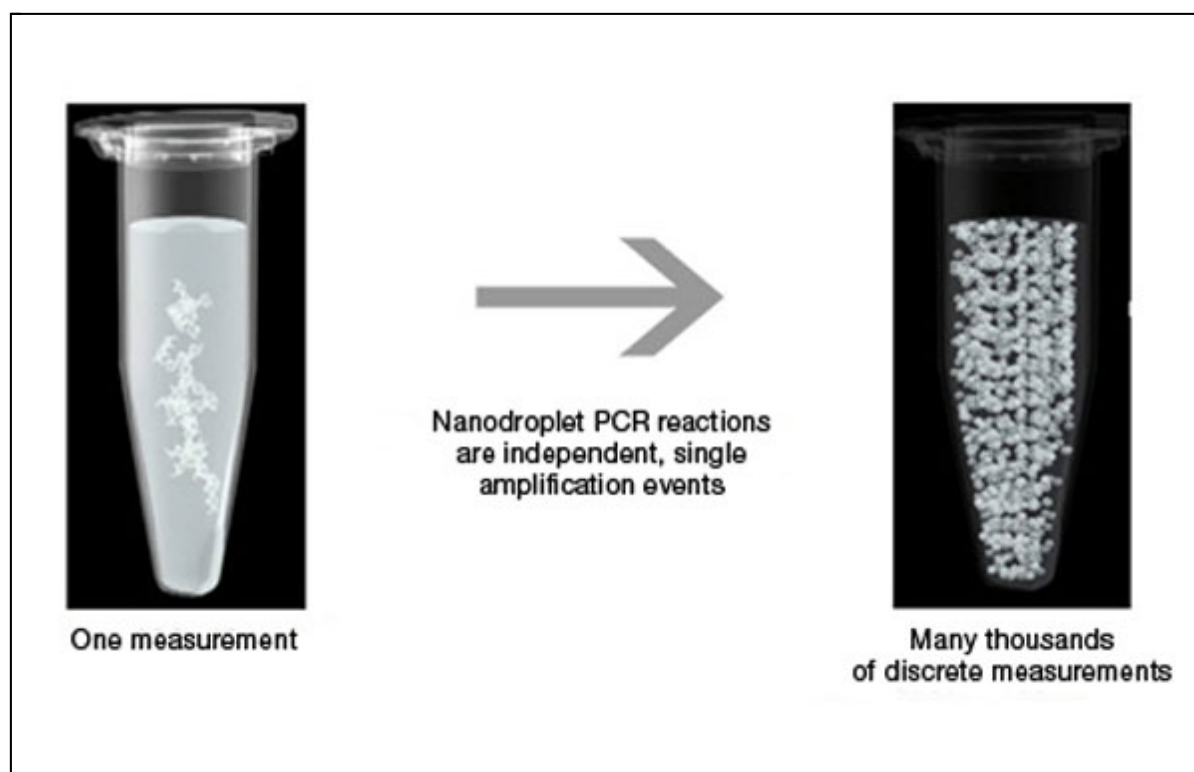 Nanodroplet PCR reactions
are independent, single
amplification events
One measurement
Many thousands
of discrete measurements